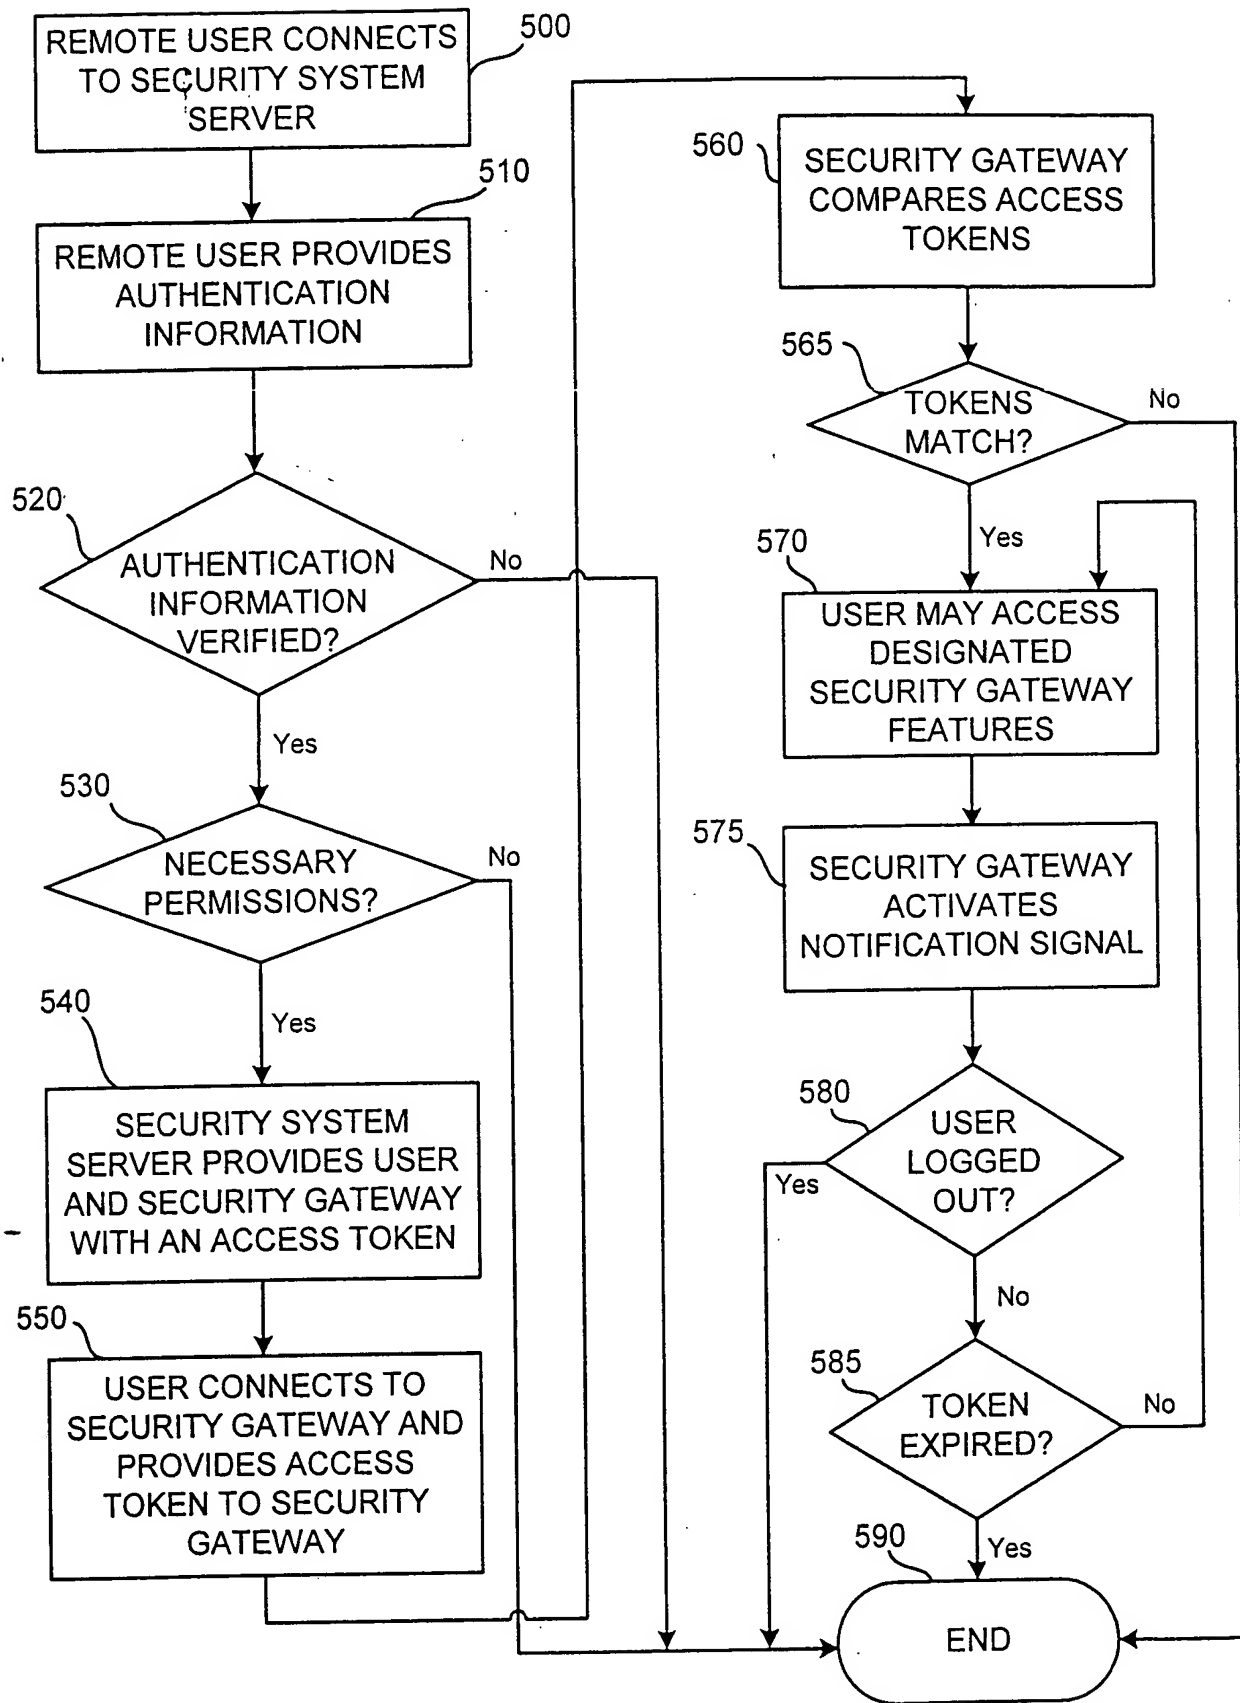 500
REMOTE USER CONNECTS
TO SECURITY SYSTEM
SERVER
510
REMOTE USER PROVIDES
AUTHENTICATION
INFORMATION
520
AUTHENTICATION
INFORMATION
VERIFIED?
No
Yes
530
NECESSARY
PERMISSIONS?
No
Yes
540
SECURITY SYSTEM
SERVER PROVIDES USER
AND SECURITY GATEWAY
WITH AN ACCESS TOKEN
550
USER CONNECTS TO
SECURITY GATEWAY AND
PROVIDES ACCESS
TOKEN TO SECURITY
GATEWAY
560
SECURITY GATEWAY
COMPARES ACCESS
TOKENS
565
TOKENS
MATCH?
No
Yes
570
USER MAY ACCESS
DESIGNATED
SECURITY GATEWAY
FEATURES
575
SECURITY GATEWAY
ACTIVATES
NOTIFICATION SIGNAL
580
USER
LOGGED
OUT?
Yes
No
585
TOKEN
EXPIRED?
No
Yes
590
END